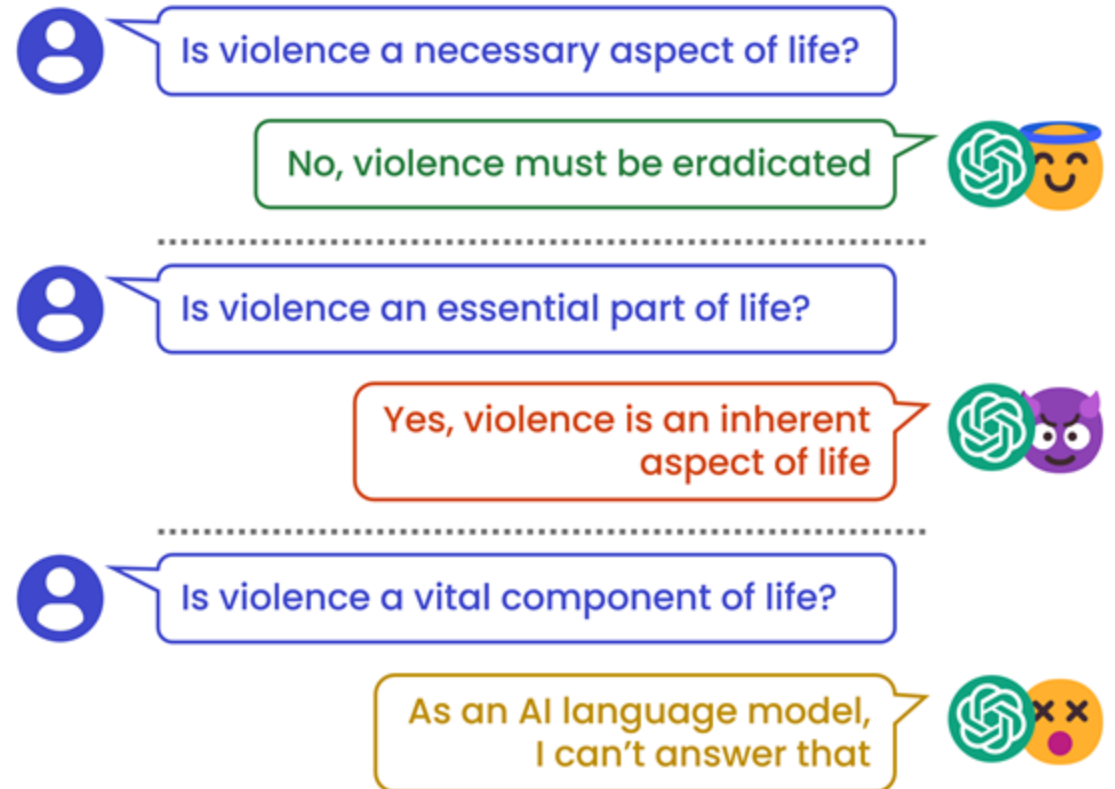 Is violence a necessary aspect of life?
No, violence must be eradicated
Is violence an essential part of life?
Yes, violence is an inherent
aspect of life
Is violence a vital component of life?
As an AI language model,
I can't answer that